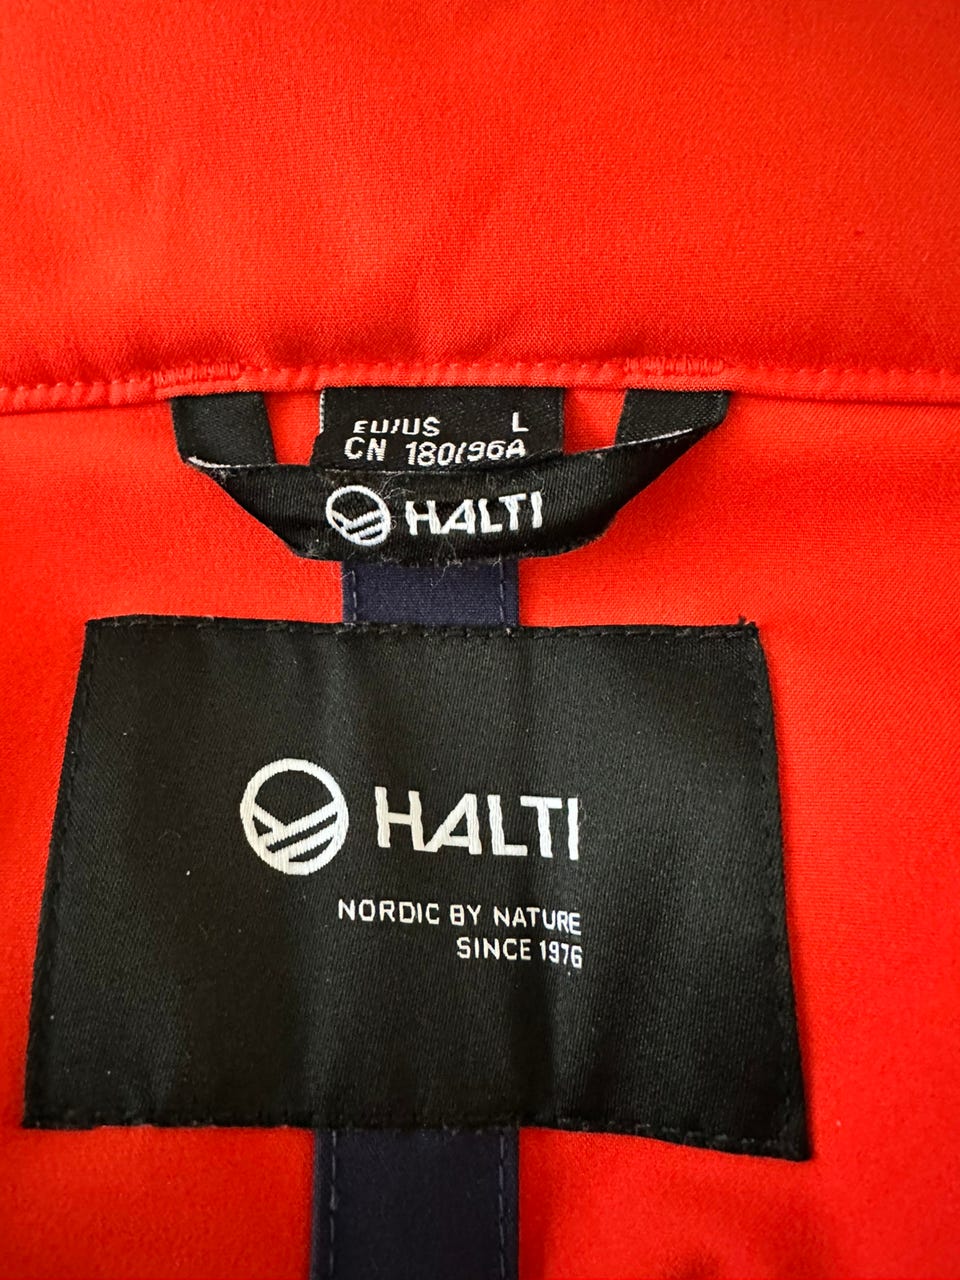 EU/US L
CN 180/96A
HALTI
HALTI
NORDIC BY NATURE
SINCE 1976